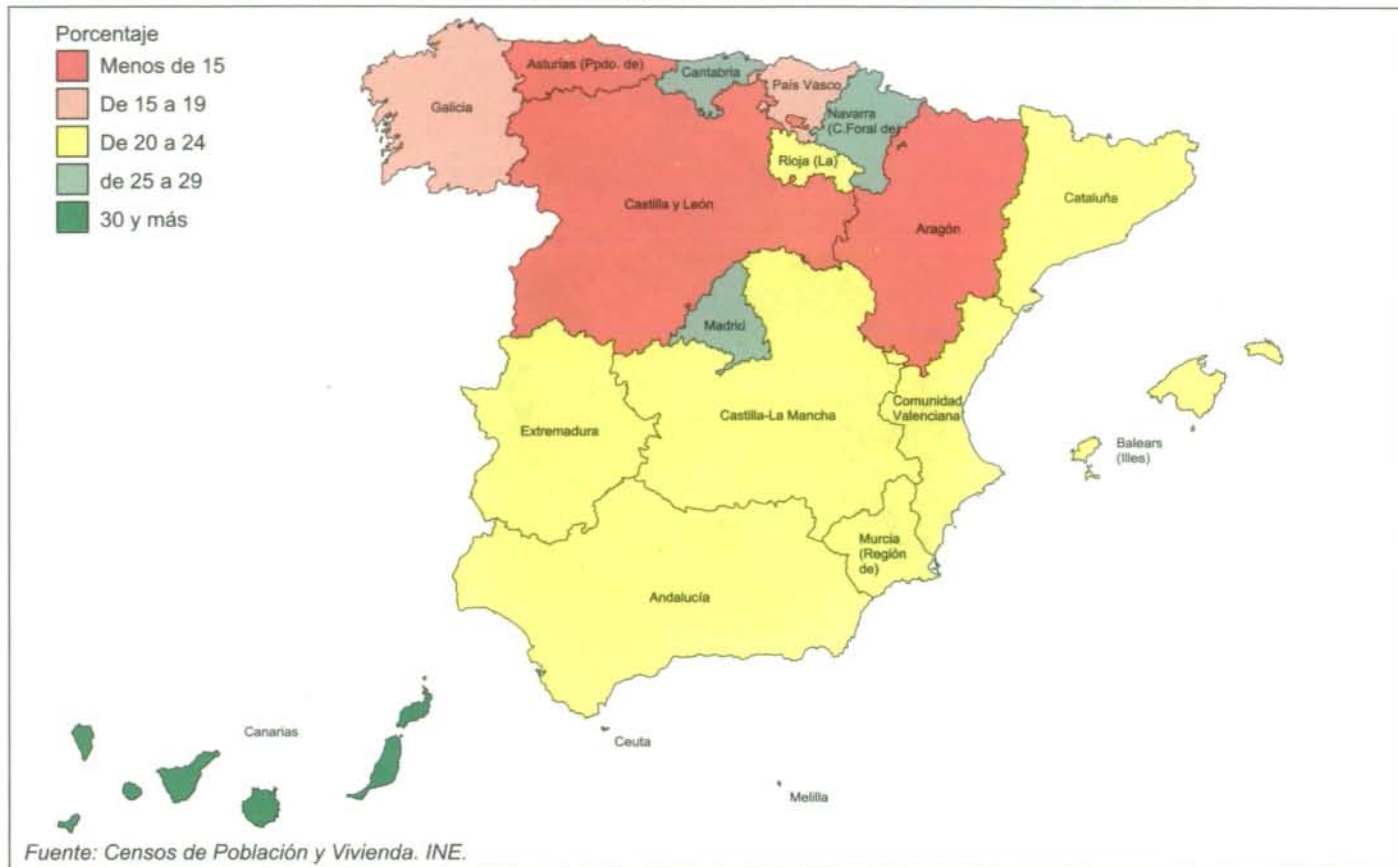 Porcentaje
Menos de 15
De 15 a 19
De 20 a 24
de 25 a 29
30 y más
Asturias (Ppdo. de)
Cantabria
País Vasco
Galicia
Navarra
(C.Foral de)
Rioja (La)
Castilla y León
Cataluña
Aragón
Madrid
Comunidad
Valenciana
Castilla-La Mancha
Extremadura
Balears
(Illes)
Murcia
(Región
de)
Andalucía
Canarias
Ceuta
Melilla
Fuente: Censos de Población y Vivienda. INE.